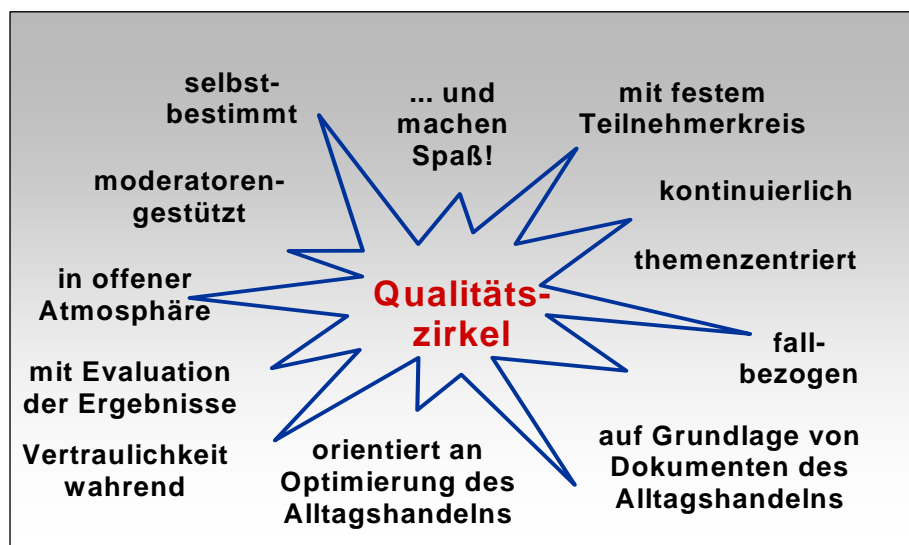 selbst-
bestimmt
... und
machen
Spaß!
mit festem
Teilnehmerkreis
moderatoren-
gestützt
kontinuierlich
in offener
Atmosphäre
themenzentriert
Qualitäts-
zirkel
fall-
bezogen
mit Evaluation
der Ergebnisse
Vertraulichkeit
wahrend
orientiert an
Optimierung des
Alltagshandelns
auf Grundlage von
Dokumenten des
Alltagshandelns